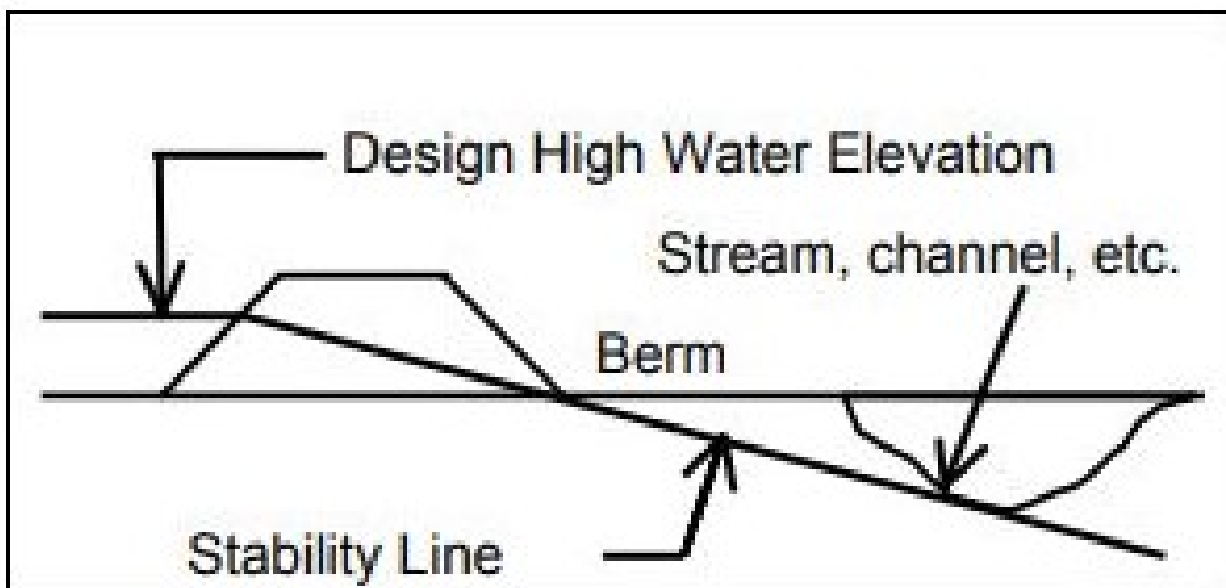 Design High Water Elevation
Stream, channel, etc.
Berm
Stability Line